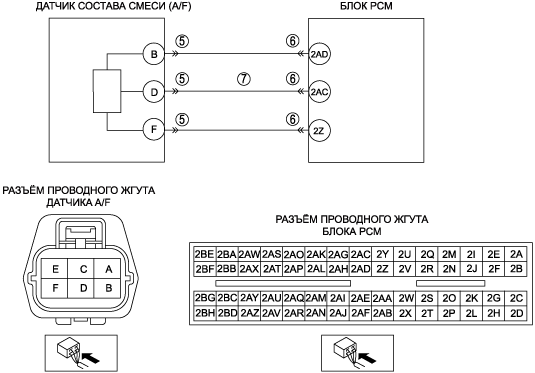 ДАТЧИК СОСТАВА СМЕСИ (A/F) БЛОК PCM
B 5 6 2AD
D 5 7 6 2AC
F 5 6 2Z
РАЗЪЁМ ПРОВОДНОГО ЖГУТА
ДАТЧИКА A/F
РАЗЪЁМ ПРОВОДНОГО ЖГУТА
БЛОКА PCM
E C A
F D B
2BE 2BA 2AW 2AS 2AO 2AK 2AG 2AC 2Y 2U 2Q 2M 2I 2E 2A
2BF 2BB 2AX 2AT 2AP 2AL 2AH 2AD 2Z 2V 2R 2N 2J 2F 2B
2BG 2BC 2AY 2AU 2AQ 2AM 2AI 2AE 2AA 2W 2S 2O 2K 2G 2C
2BH 2BD 2AZ 2AV 2AR 2AN 2AJ 2AF 2AB 2X 2T 2P 2L 2H 2D